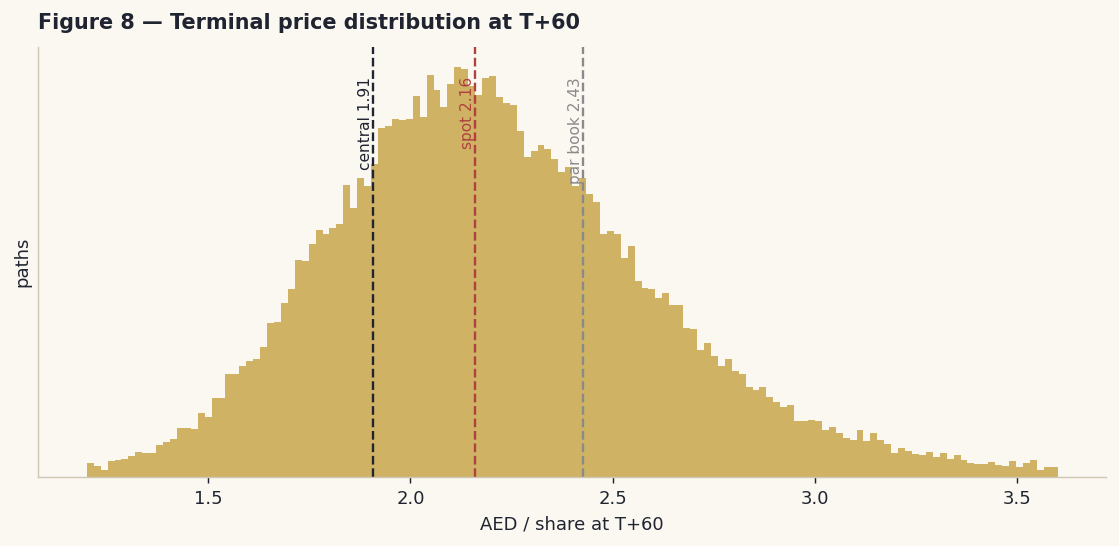 Figure 8 — Terminal price distribution at T+60
central 1.91
spot 2.16
par book 2.43
paths
1.5
2.0
2.5
3.0
3.5
AED / share at T+60